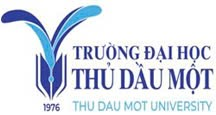 TRƯỜNG ĐẠI HỌC
THỦ DẦU MỘT
1976
THU DAU MOT UNIVERSITY